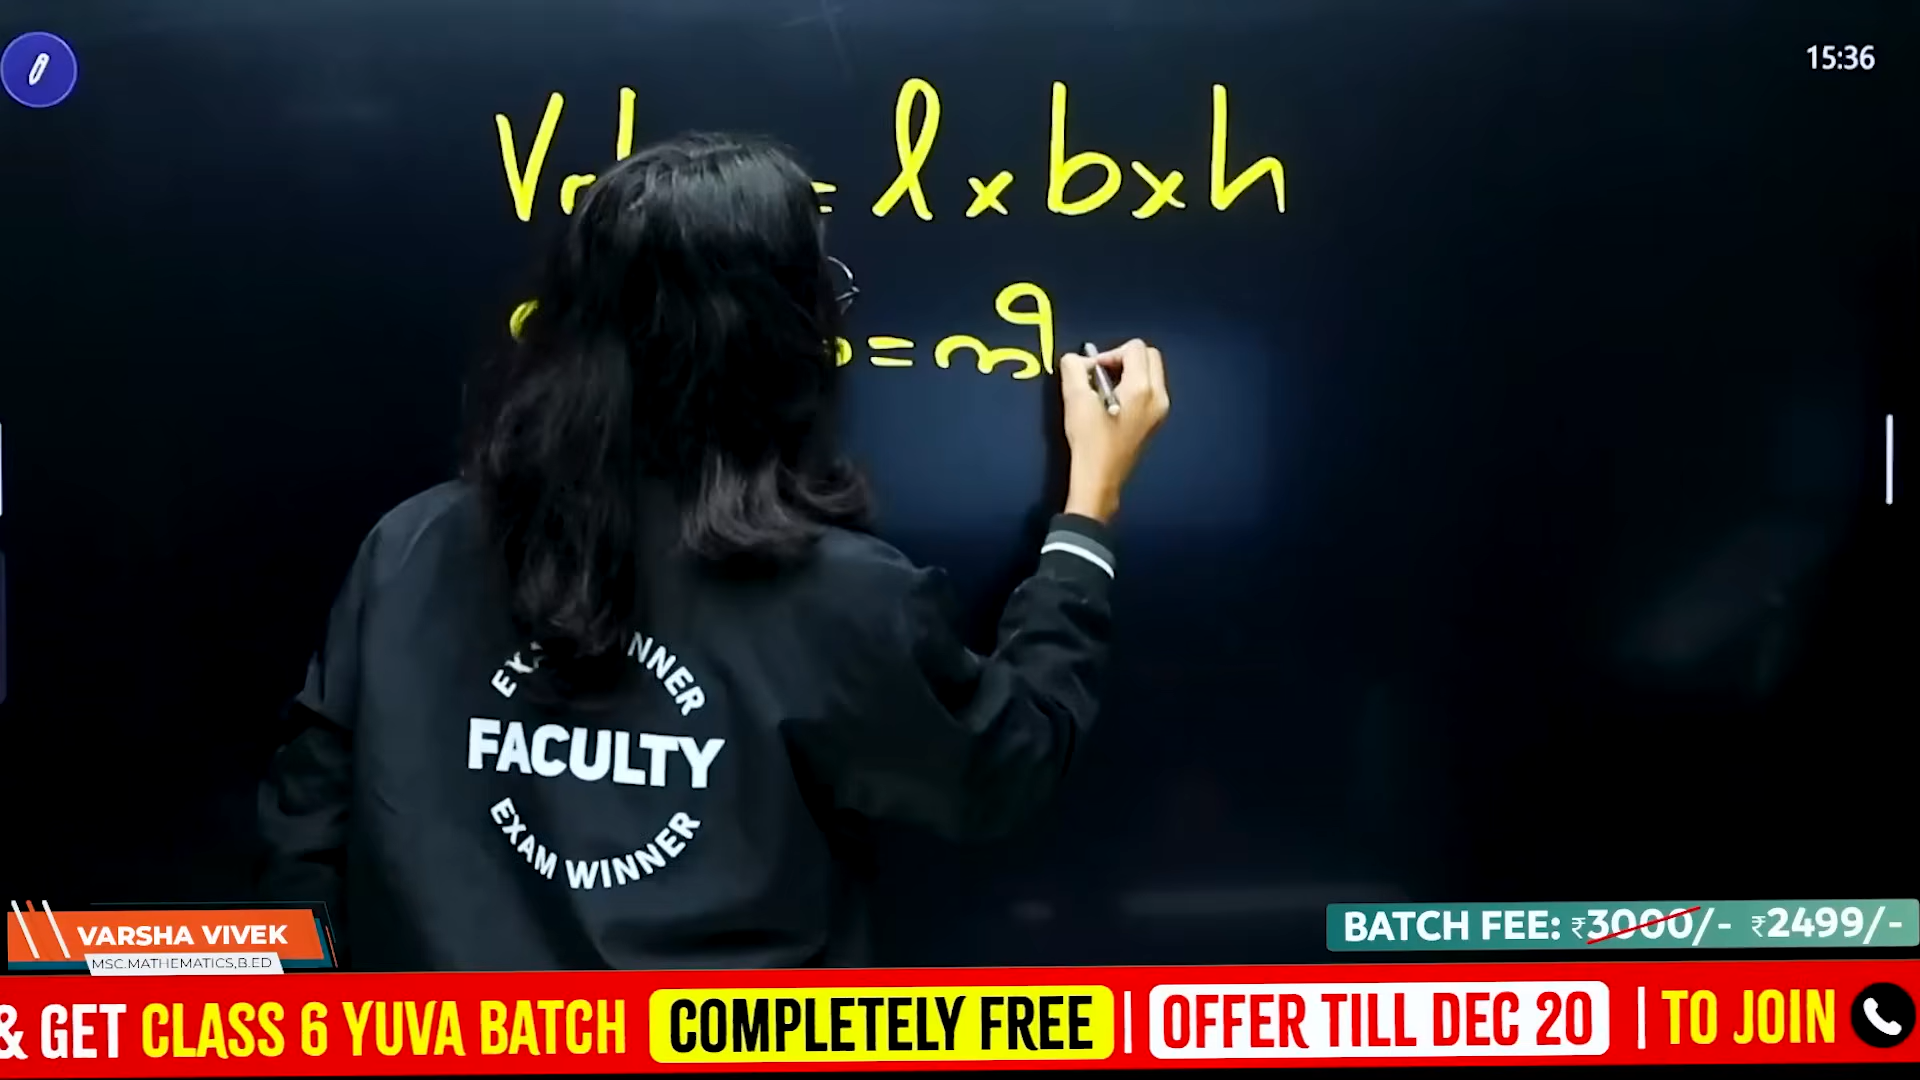 15:36
= l x b x h
= നീ
FACULTY
EXAM WINNER
VARSHA VIVEK
MSC.MATHEMATICS,B.ED
BATCH FEE: ₹3000/- ₹2499/-
& GET CLASS 6 YUVA BATCH COMPLETELY FREE | OFFER TILL DEC 20 | TO JOIN